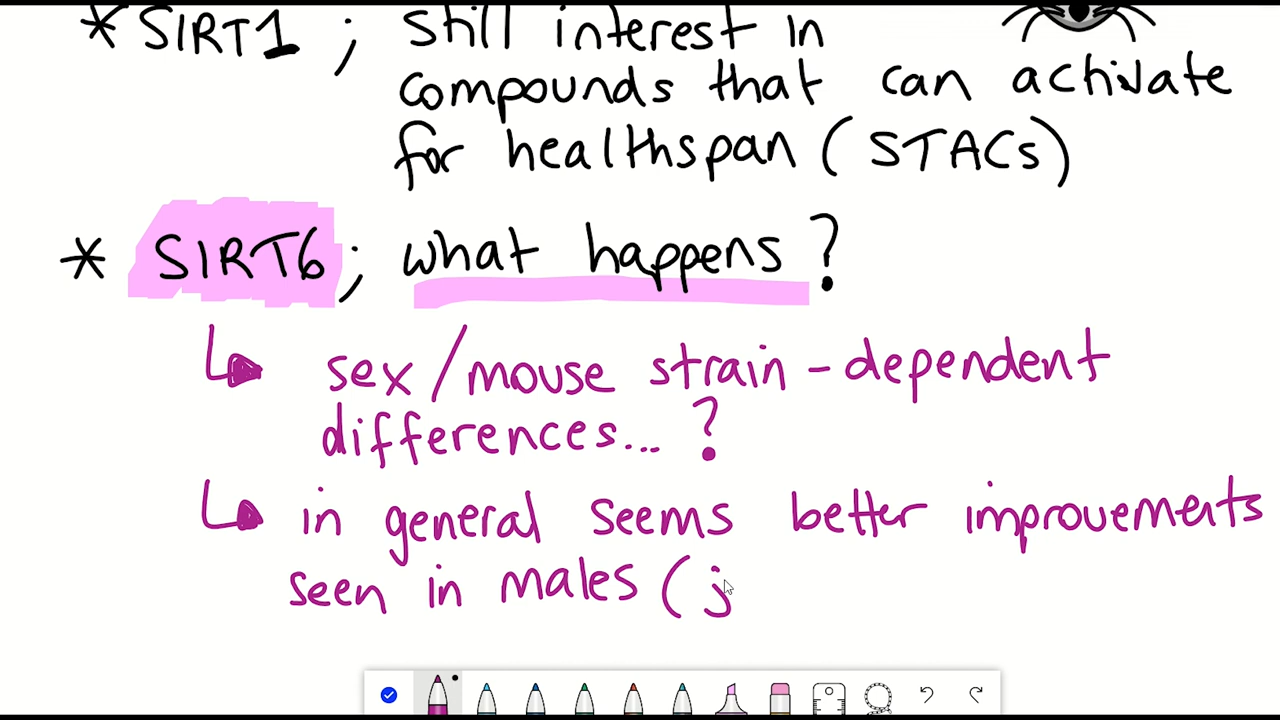 * SIRT1 ; still interest in
compounds that can activate
for healthspan (STACs)
* SIRT6 ; what happens ?
sex/mouse strain - dependent
differences... ?
in general seems better improvements
seen in males ( j